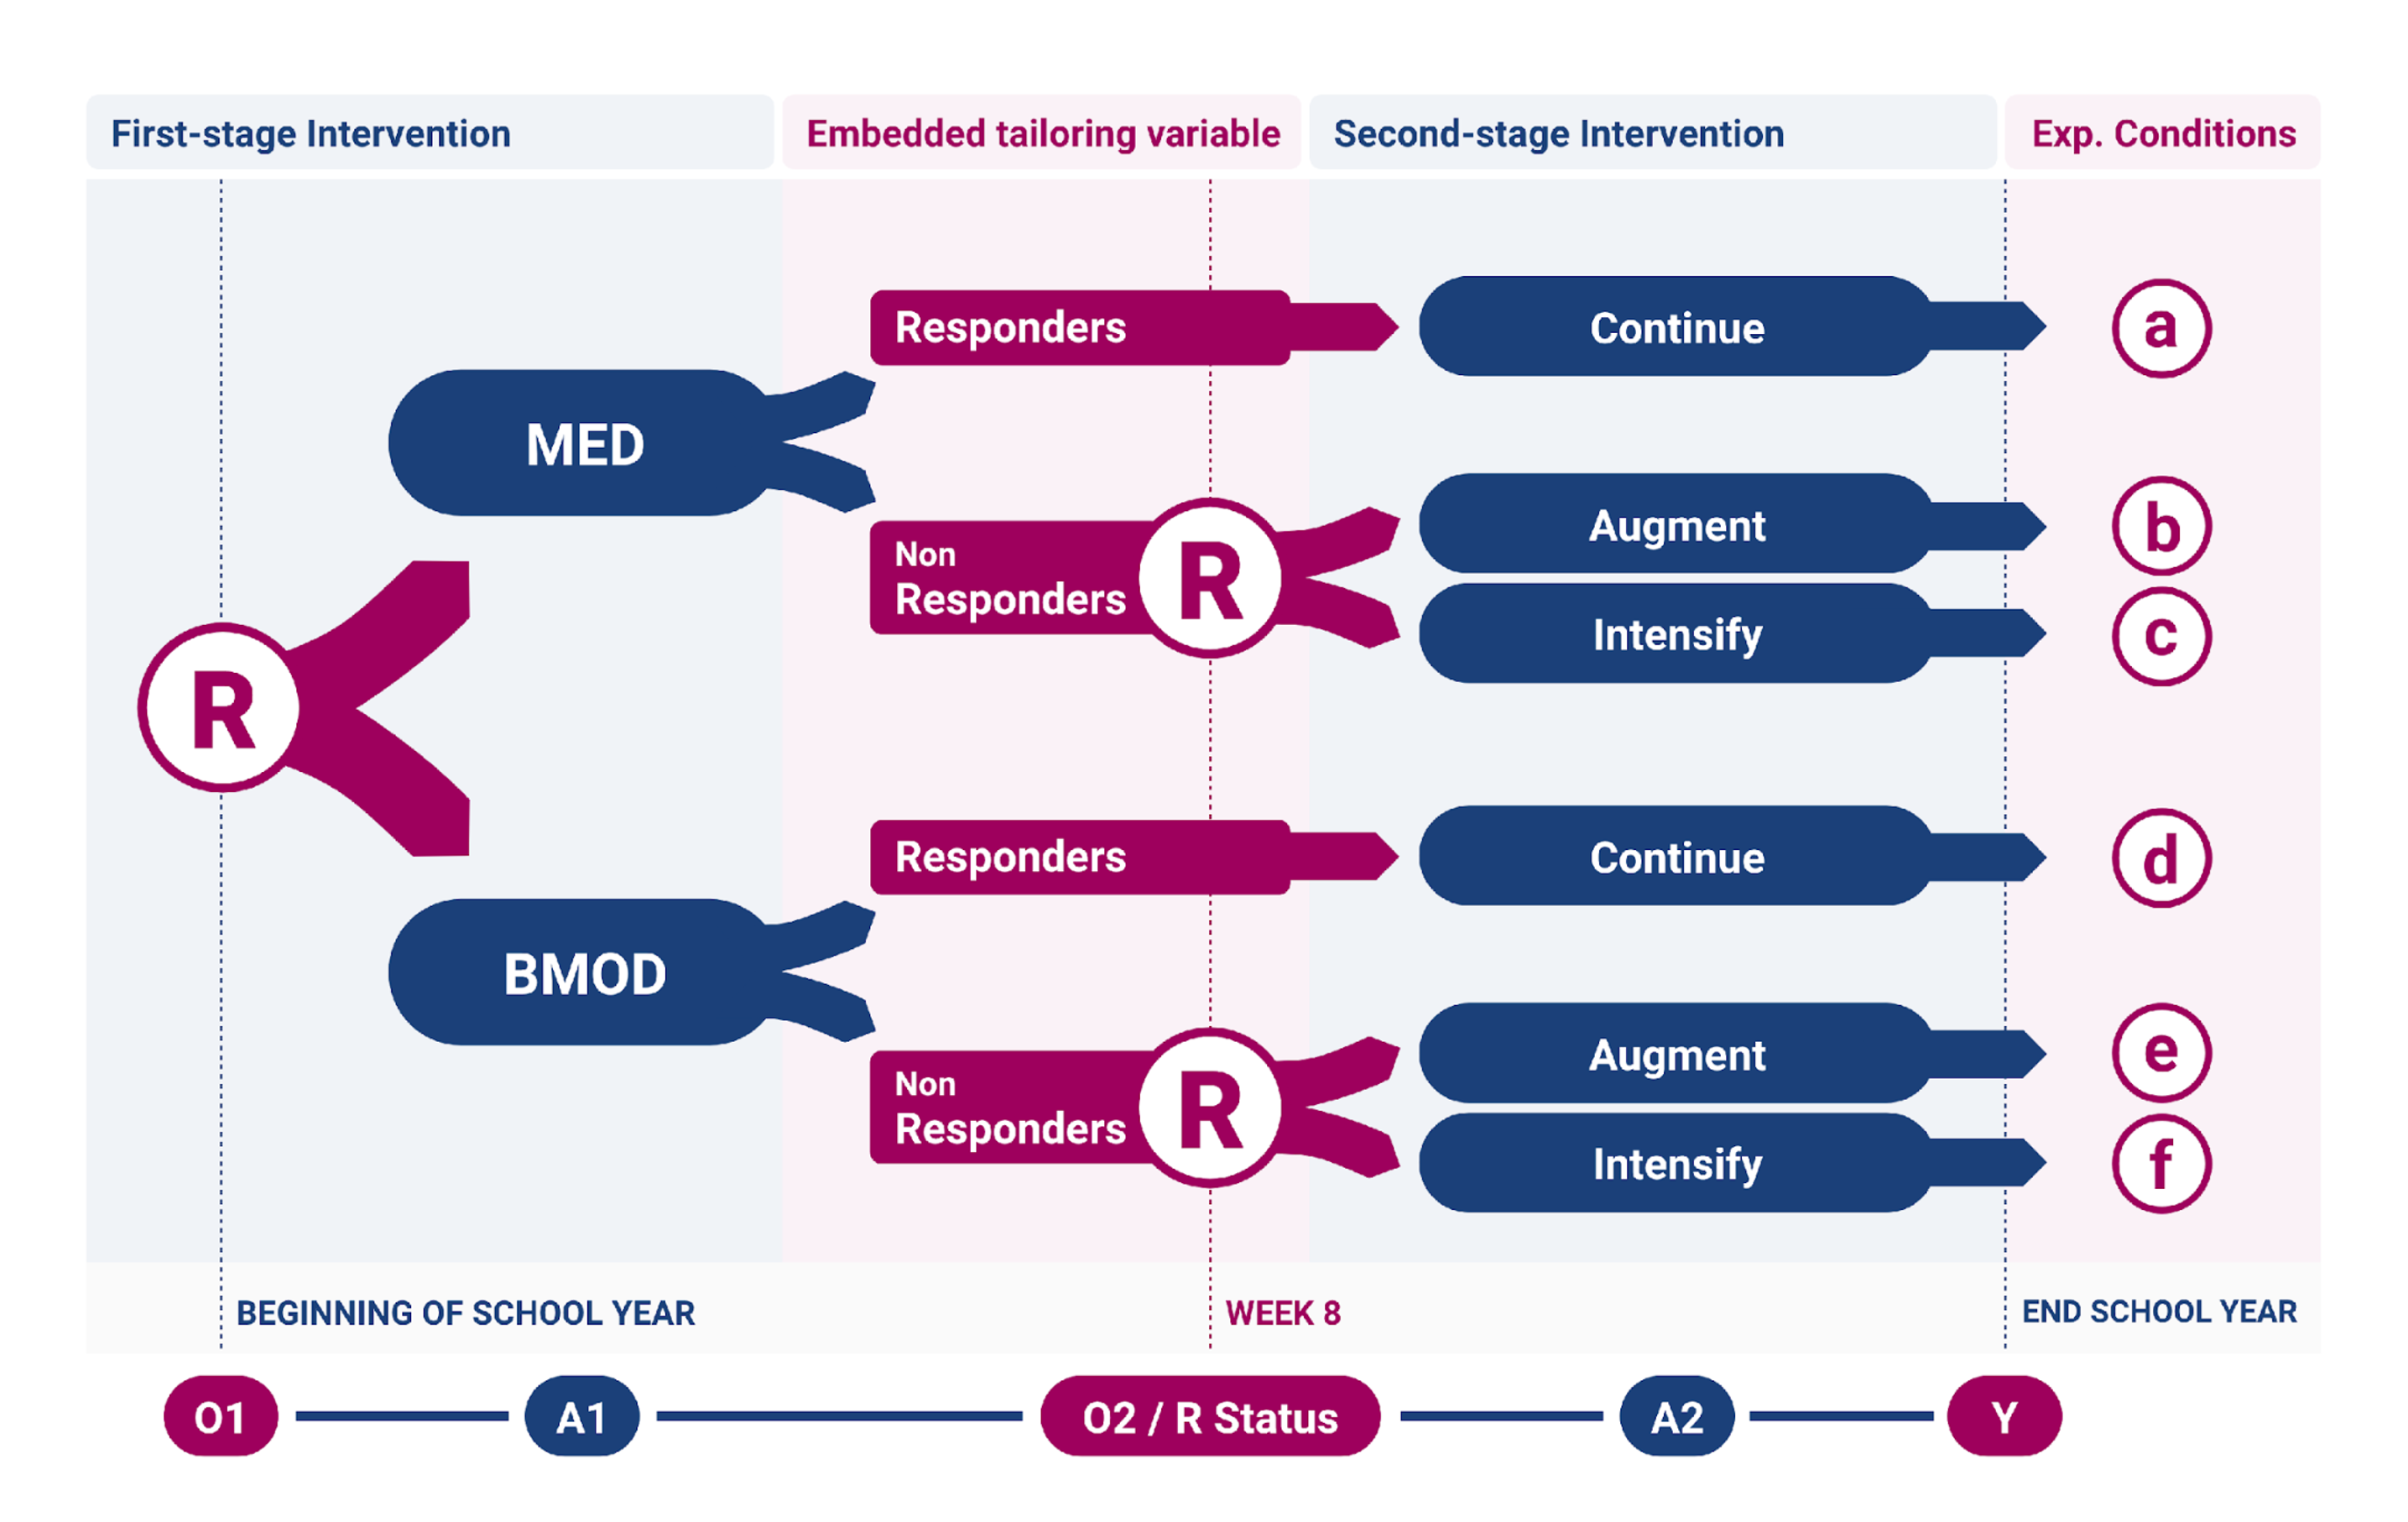 First-stage Intervention
Embedded tailoring variable
Second-stage Intervention
Exp. Conditions
Responders
Continue
a
MED
Augment
b
Non
Responders
R
Intensify
c
R
Responders
Continue
d
BMOD
Augment
e
Non
Responders
R
Intensify
f
BEGINNING OF SCHOOL YEAR
WEEK 8
END SCHOOL YEAR
O1
A1
O2 / R Status
A2
Y